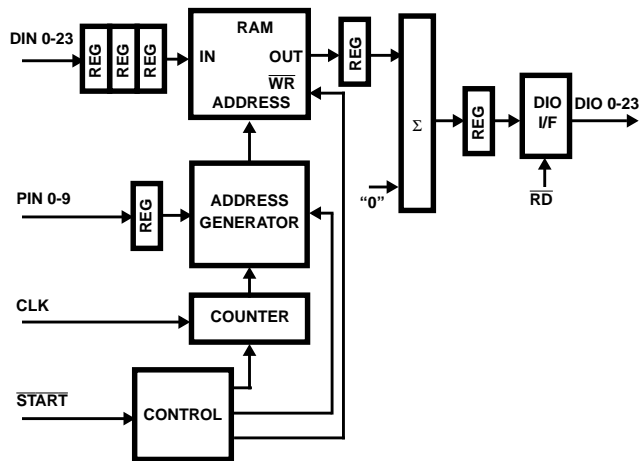 DIN 0-23
REG
REG
REG
RAM
IN
OUT
WR
ADDRESS
REG
Σ
"0"
REG
DIO
I/F
DIO 0-23
RD
PIN 0-9
REG
ADDRESS
GENERATOR
CLK
COUNTER
START
CONTROL